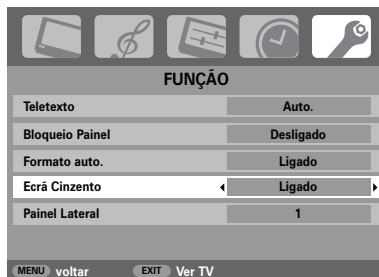 FUNÇÃO
Teletexto Auto.
Bloqueio Painel Desligado
Formato auto. Ligado
Ecrã Cinzento Ligado
Painel Lateral 1
MENU voltar EXIT Ver TV